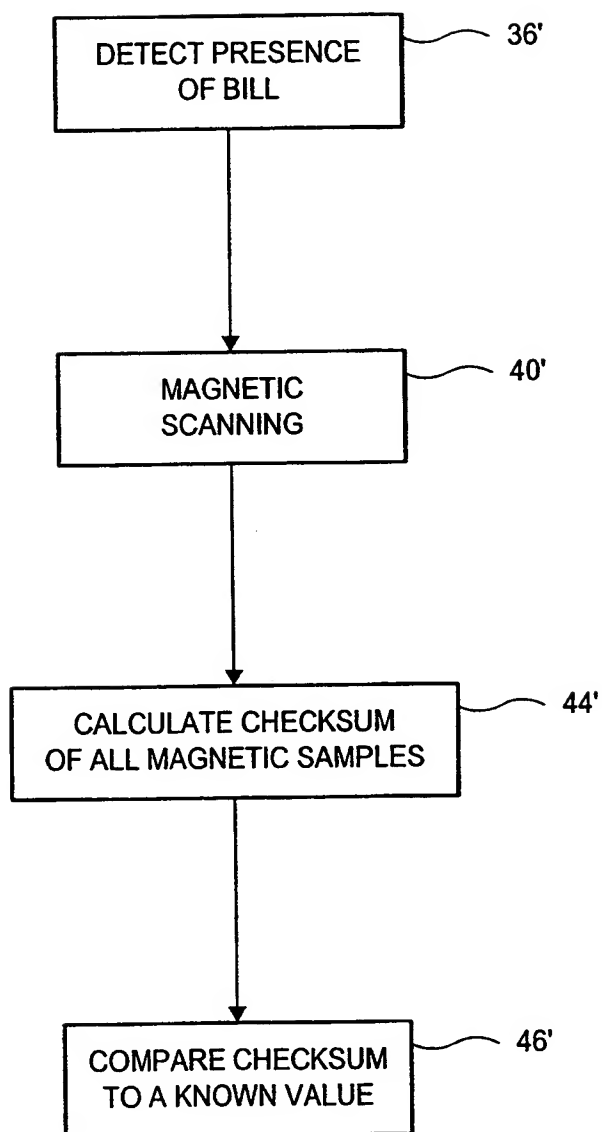 DETECT PRESENCE
OF BILL
36'
MAGNETIC
SCANNING
40'
CALCULATE CHECKSUM
OF ALL MAGNETIC SAMPLES
44'
COMPARE CHECKSUM
TO A KNOWN VALUE
46'